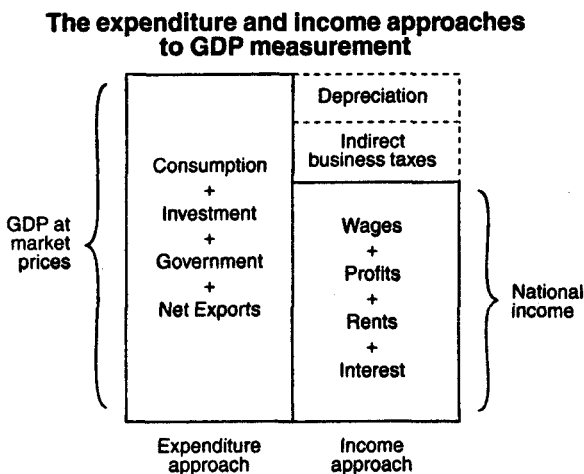 The expenditure and income approaches
to GDP measurement
GDP at
market
prices
Consumption
+
Investment
+
Government
+
Net Exports
Depreciation
Indirect
business taxes
Wages
+
Profits
+
Rents
+
Interest
National
income
Expenditure
approach
Income
approach